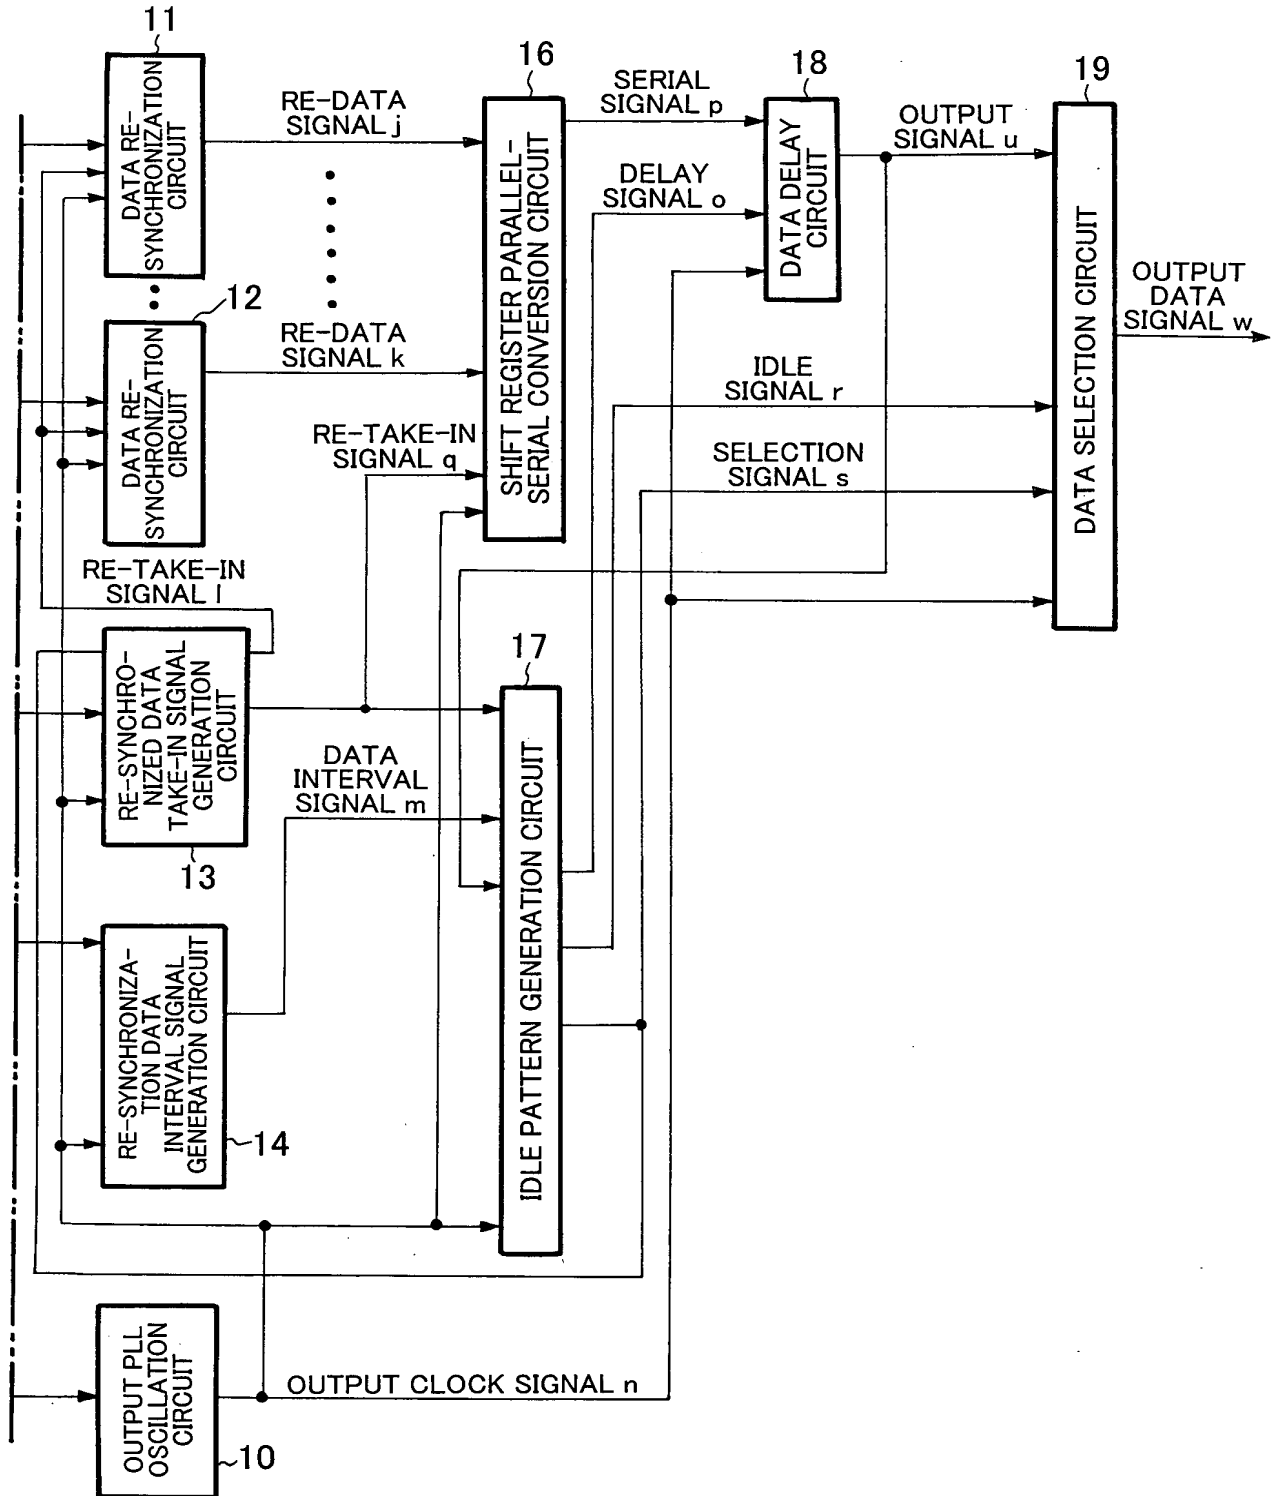 11
DATA RE-
SYNCHRONIZATION
CIRCUIT
RE-DATA
SIGNAL j
16
SHIFT REGISTER PARALLEL-
SERIAL CONVERSION CIRCUIT
SERIAL
SIGNAL p
DELAY
SIGNAL o
18
DATA DELAY
CIRCUIT
OUTPUT
SIGNAL u
19
DATA SELECTION CIRCUIT
OUTPUT
DATA
SIGNAL w
12
DATA RE-
SYNCHRONIZATION
CIRCUIT
RE-DATA
SIGNAL k
IDLE
SIGNAL r
RE-TAKE-IN
SIGNAL q
SELECTION
SIGNAL s
RE-TAKE-IN
SIGNAL l
RE-SYNCHRO-
NIZED DATA
TAKE-IN SIGNAL
GENERATION
CIRCUIT
13
17
IDLE PATTERN GENERATION CIRCUIT
DATA
INTERVAL
SIGNAL m
RE-SYNCHRONIZA-
TION DATA
INTERVAL SIGNAL
GENERATION CIRCUIT
14
OUTPUT PLL
OSCILLATION
CIRCUIT
10
OUTPUT CLOCK SIGNAL n